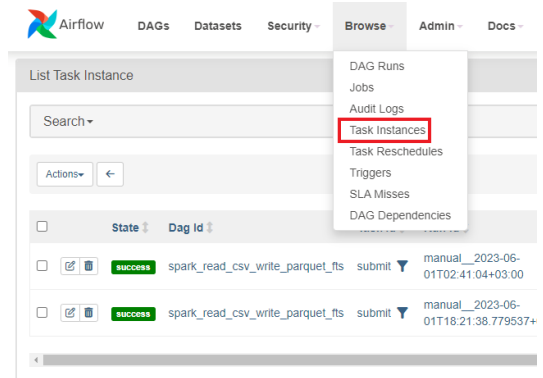 Airflow DAGs Datasets Security Browse Admin Docs
List Task Instance
DAG Runs
Jobs
Search
Audit Logs
Task Instances
Task Reschedules
Actions
Triggers
SLA Misses
DAG Dependencies
State Dag Id
success spark_read_csv_write_parquet_fts submit manual__2023-06-
01T02:41:04+03:00
success spark_read_csv_write_parquet_fts submit manual__2023-06-
01T18:21:38.779537+